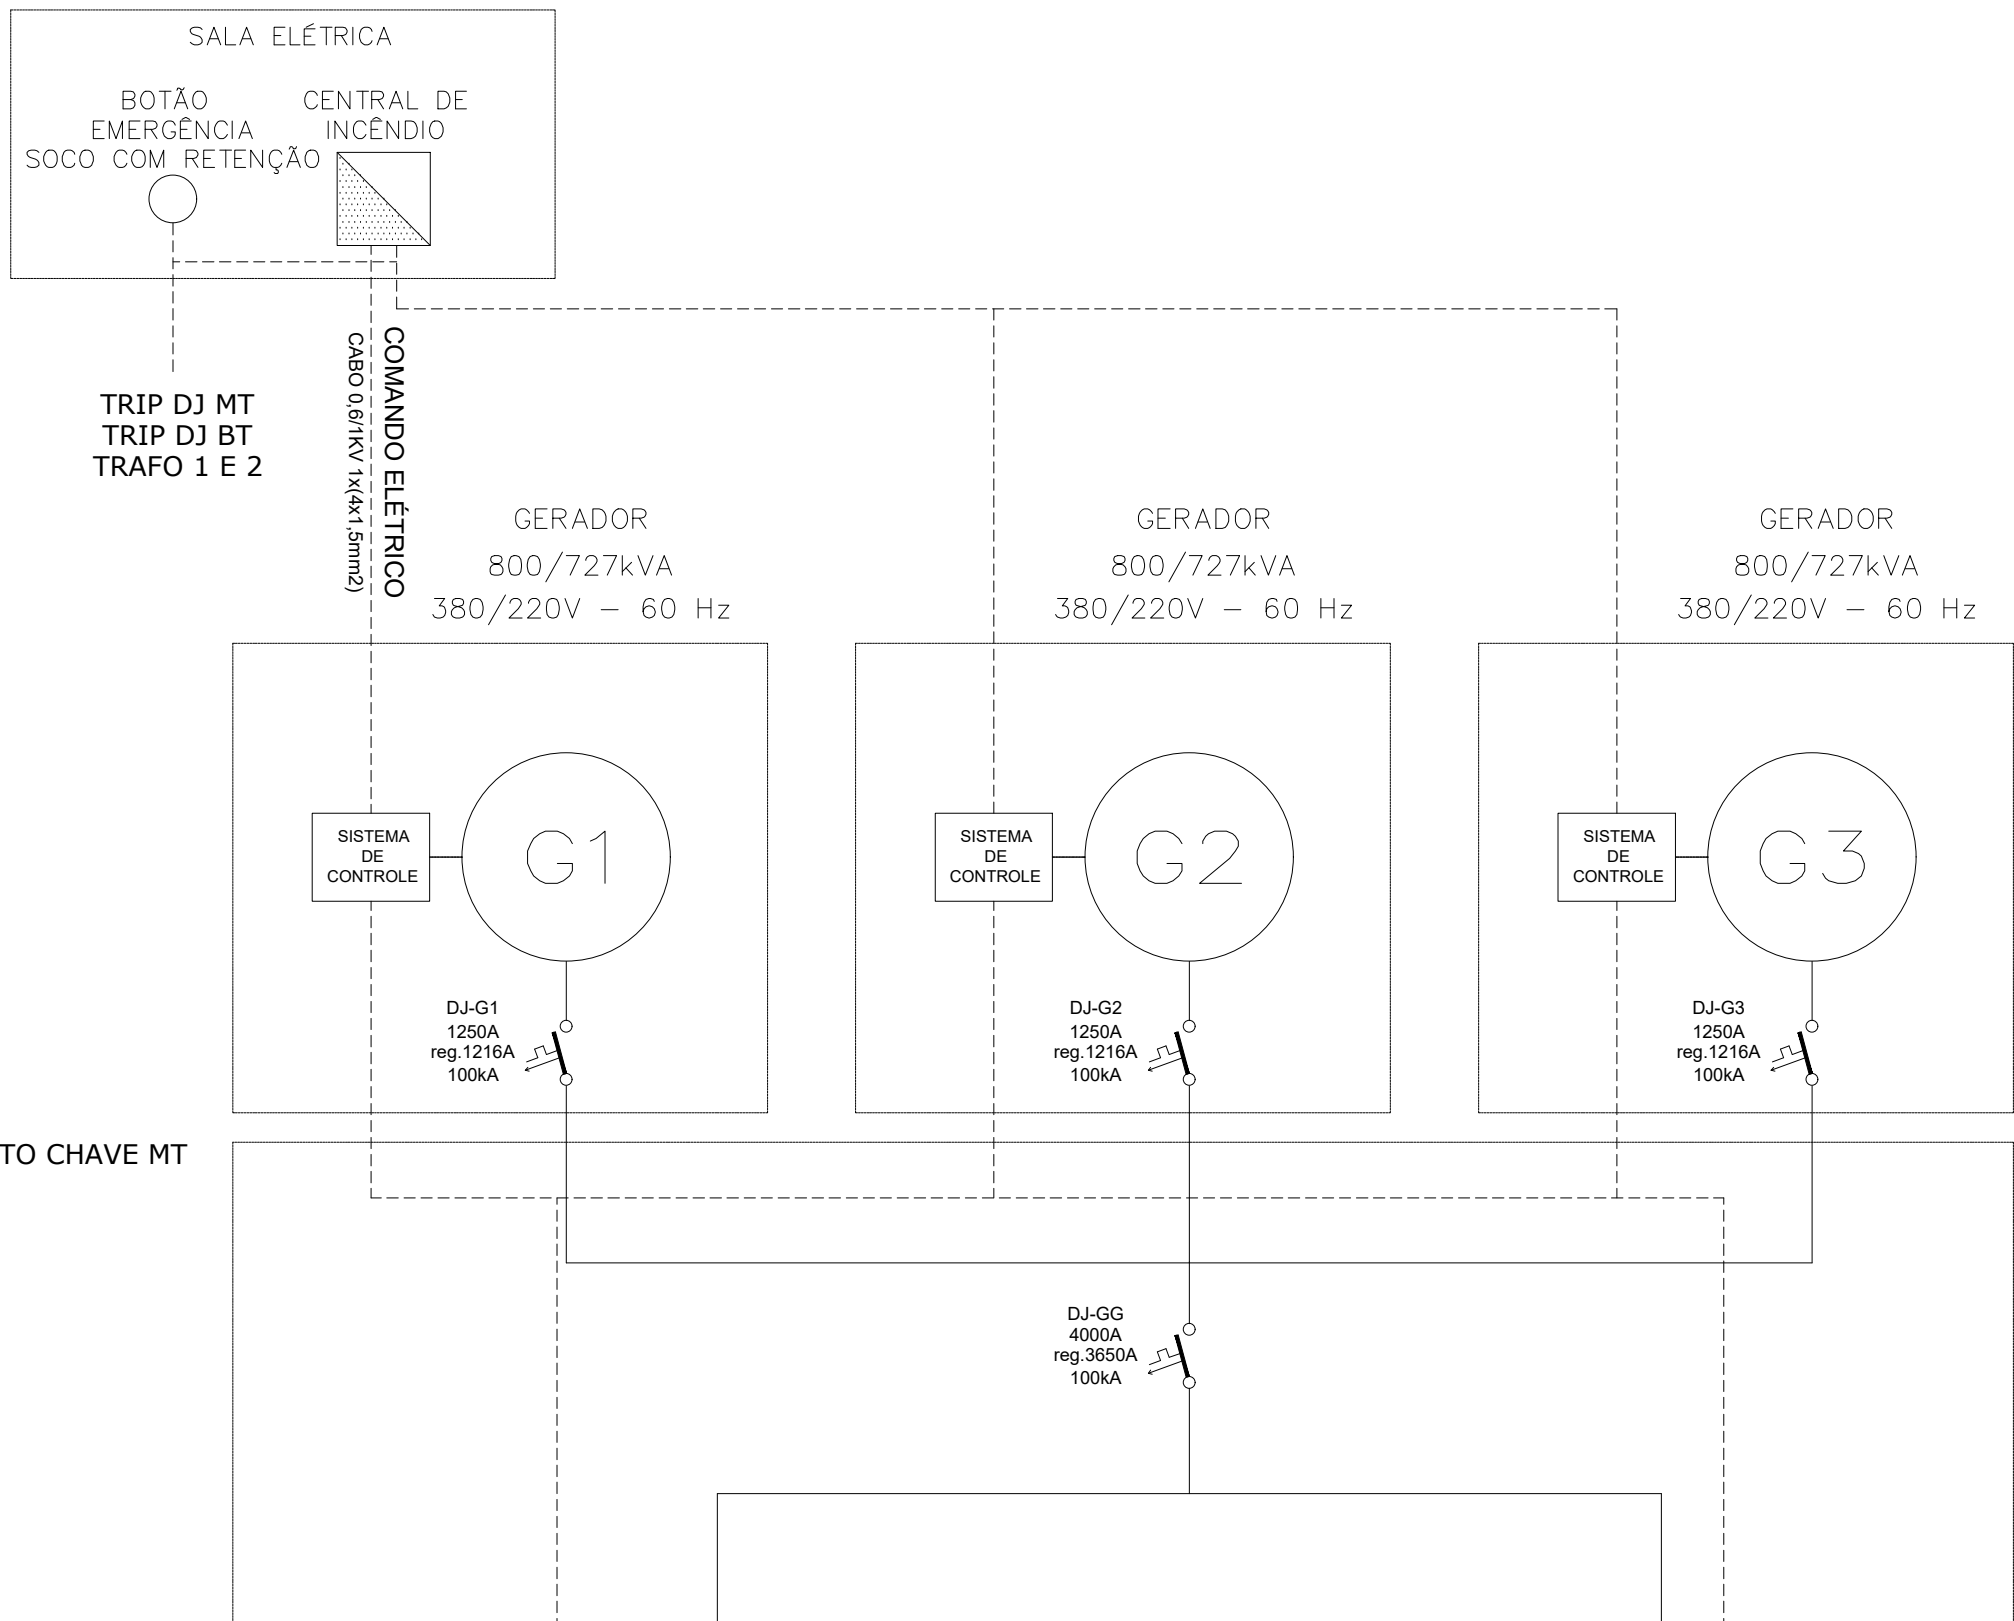 SALA ELÉTRICA
BOTÃO
EMERGÊNCIA
SOCO COM RETENÇÃO
CENTRAL DE
INCÊNDIO
COMANDO ELÉTRICO
CABO 0,6/1KV 1x(4x1,5mm2)
TRIP DJ MT
TRIP DJ BT
TRAFO 1 E 2
GERADOR
800/727kVA
380/220V – 60 Hz
GERADOR
800/727kVA
380/220V – 60 Hz
GERADOR
800/727kVA
380/220V – 60 Hz
SISTEMA
DE
CONTROLE
G1
SISTEMA
DE
CONTROLE
G2
SISTEMA
DE
CONTROLE
G3
DJ-G1
1250A
reg.1216A
100kA
DJ-G2
1250A
reg.1216A
100kA
DJ-G3
1250A
reg.1216A
100kA
TO CHAVE MT
DJ-GG
4000A
reg.3650A
100kA